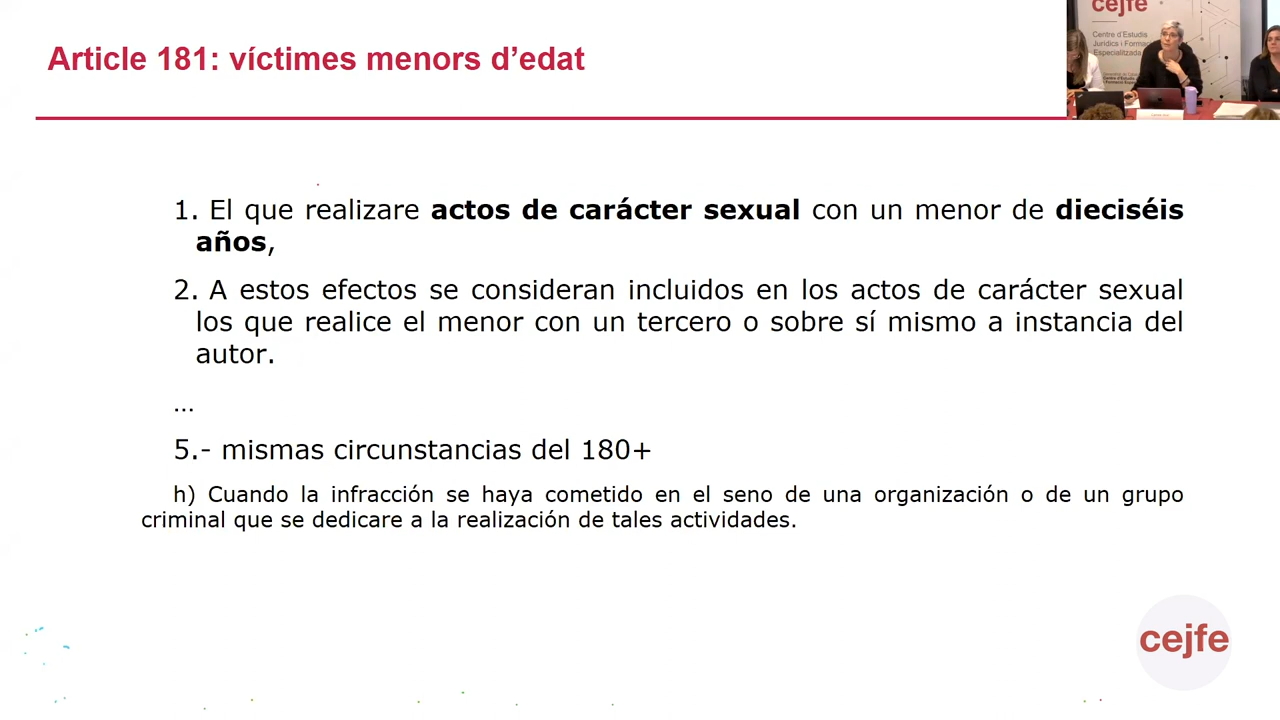 Article 181: víctimes menors d’edat
cejfe
Centre d'Estudis
Jurídics i Formac
Especialitzada
1. El que realizare actos de carácter sexual con un menor de dieciséis
años,
2. A estos efectos se consideran incluidos en los actos de carácter sexual
los que realice el menor con un tercero o sobre sí mismo a instancia del
autor.
…
5.- mismas circunstancias del 180+
h) Cuando la infracción se haya cometido en el seno de una organización o de un grupo
criminal que se dedicare a la realización de tales actividades.
cejfe